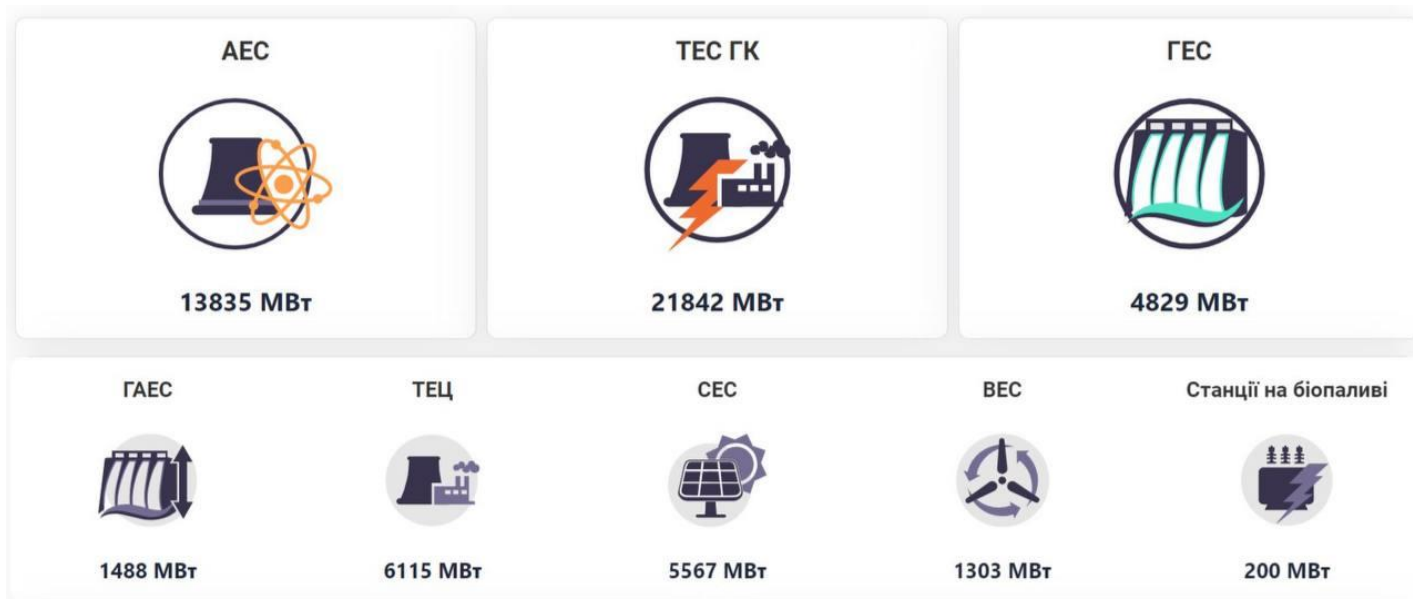 АЕС
ТЕС ГК
ГЕС
13835 МВт
21842 МВт
4829 МВт
ГАЕС
ТЕЦ
СЕС
ВЕС
Станції на біопаливі
1488 МВт
6115 МВт
5567 МВт
1303 МВт
200 МВт